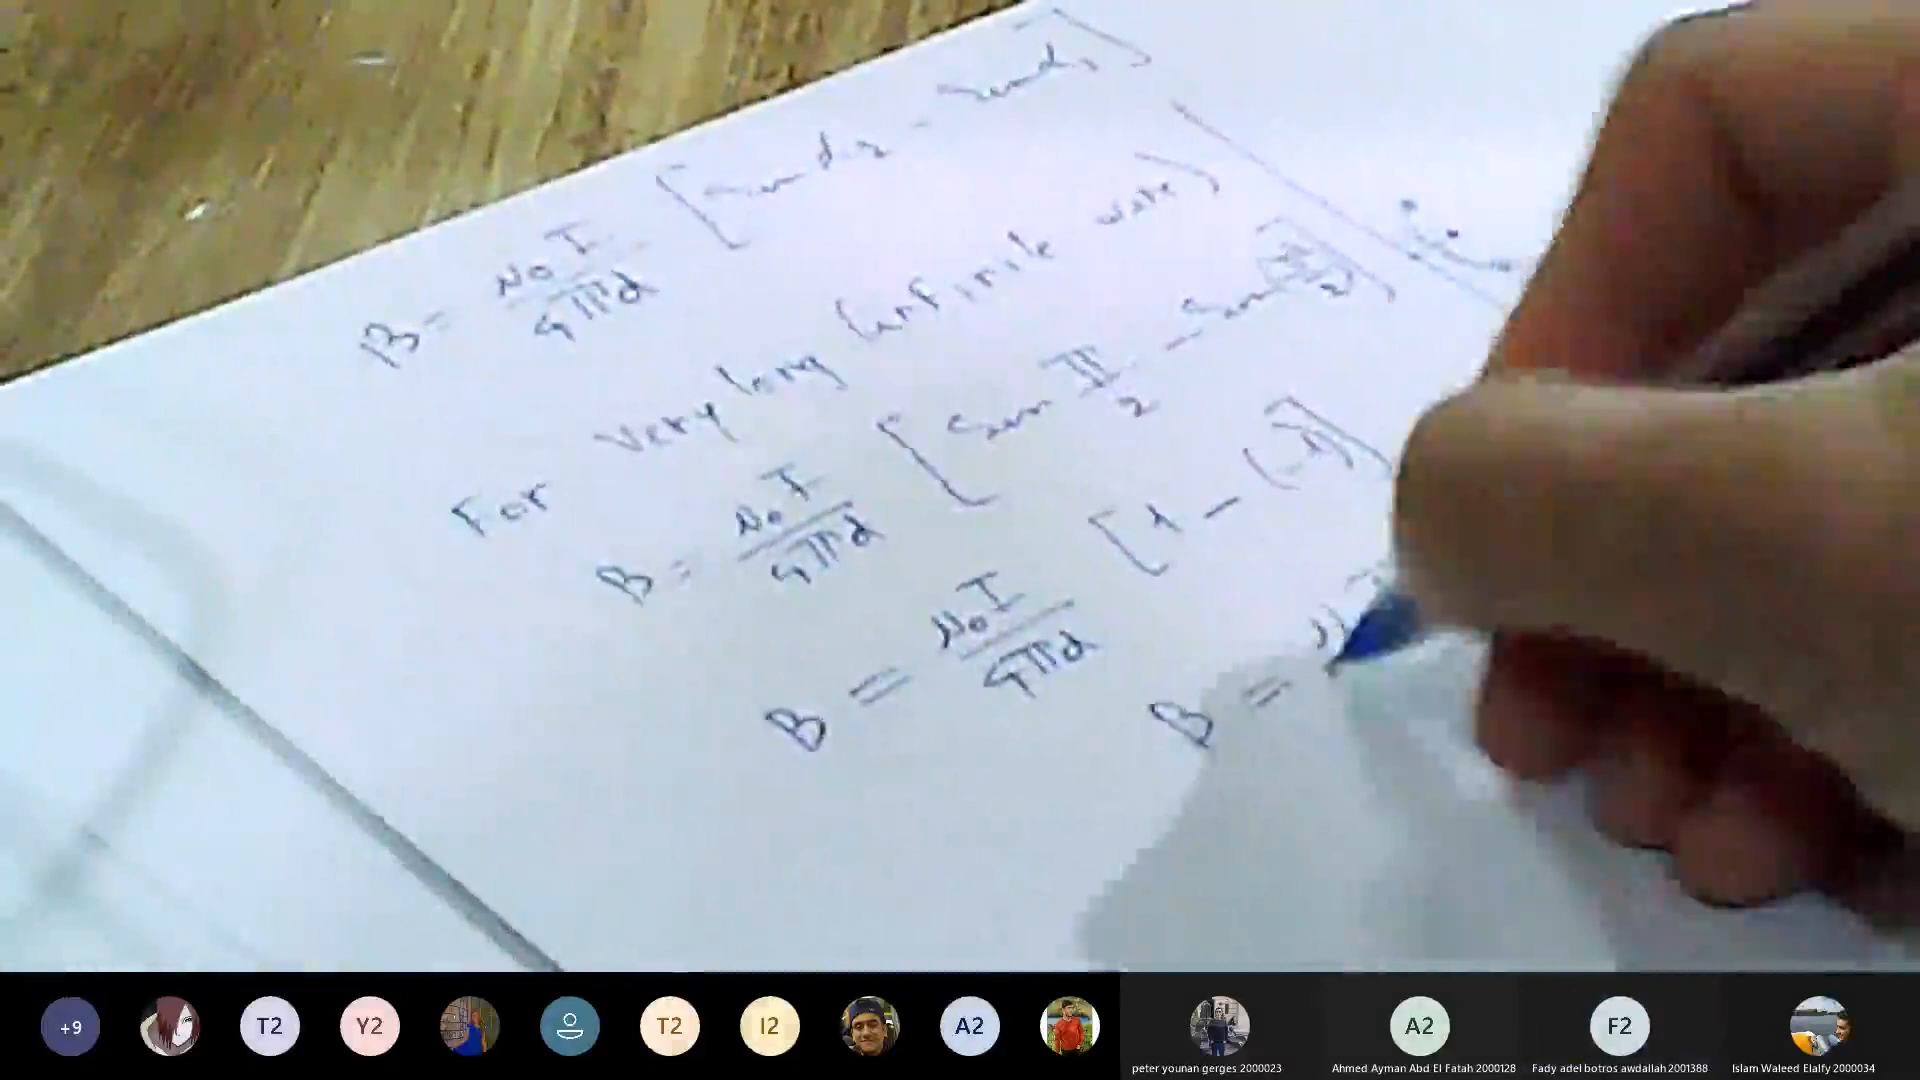 B = μ₀I / 4πd [Sin α₂ - Sin α₁]
For Very long (infinite wire)
B = μ₀I / 4πd [Sin π/2 - Sin (-π/2)]
B = μ₀I / 4πd [1 - (-1)]
B =
+9
T2
Y2
T2
I2
A2
A2
F2
peter younan gerges 2000023
Ahmed Ayman Abd El Fatah 2000128
Fady adel botros awdallah 2001388
Islam Waleed Elalfy 2000034